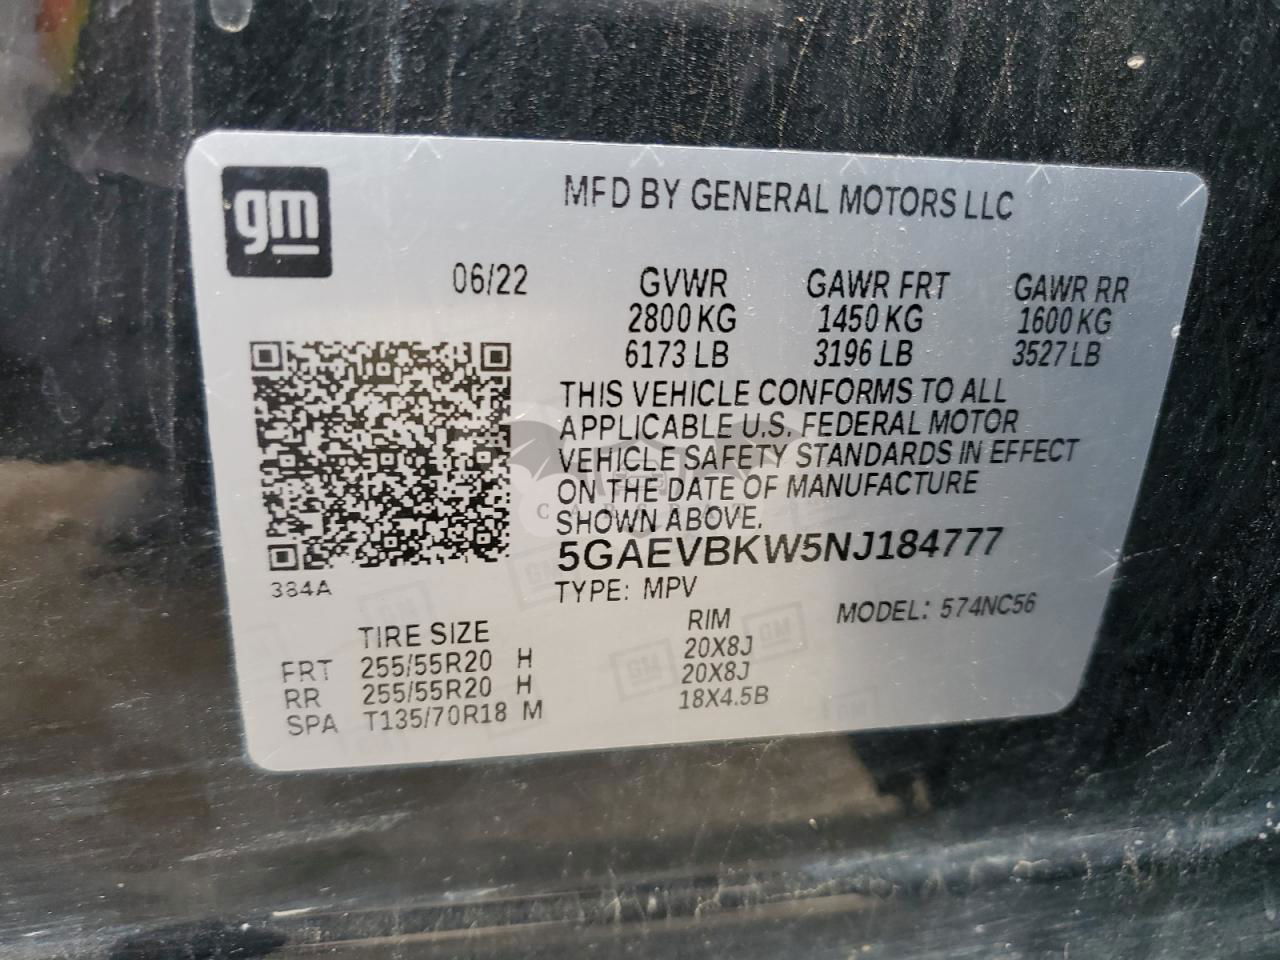 gm
MFD BY GENERAL MOTORS LLC
06/22 GVWR GAWR FRT GAWR RR
2800 KG 1450 KG 1600 KG
6173 LB 3196 LB 3527 LB
THIS VEHICLE CONFORMS TO ALL
APPLICABLE U.S. FEDERAL MOTOR
VEHICLE SAFETY STANDARDS IN EFFECT
ON THE DATE OF MANUFACTURE
SHOWN ABOVE.
5GAEVBKW5NJ184777
384A
TYPE: MPV MODEL: 574NC56
TIRE SIZE RIM
FRT 255/55R20 H 20X8J
RR 255/55R20 H 20X8J
SPA T135/70R18 M 18X4.5B